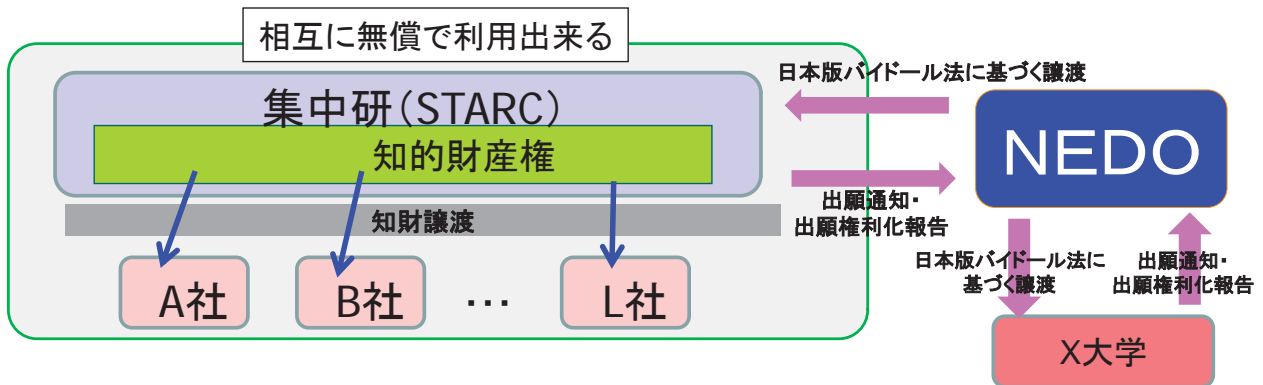 相互に無償で利用出来る
集中研(STARC)
知的財産権
知財譲渡
A社
B社
…
L社
日本版バイドール法に基づく譲渡
NEDO
出願通知・
出願権利化報告
日本版バイドール法に
基づく譲渡
出願通知・
出願権利化報告
X大学